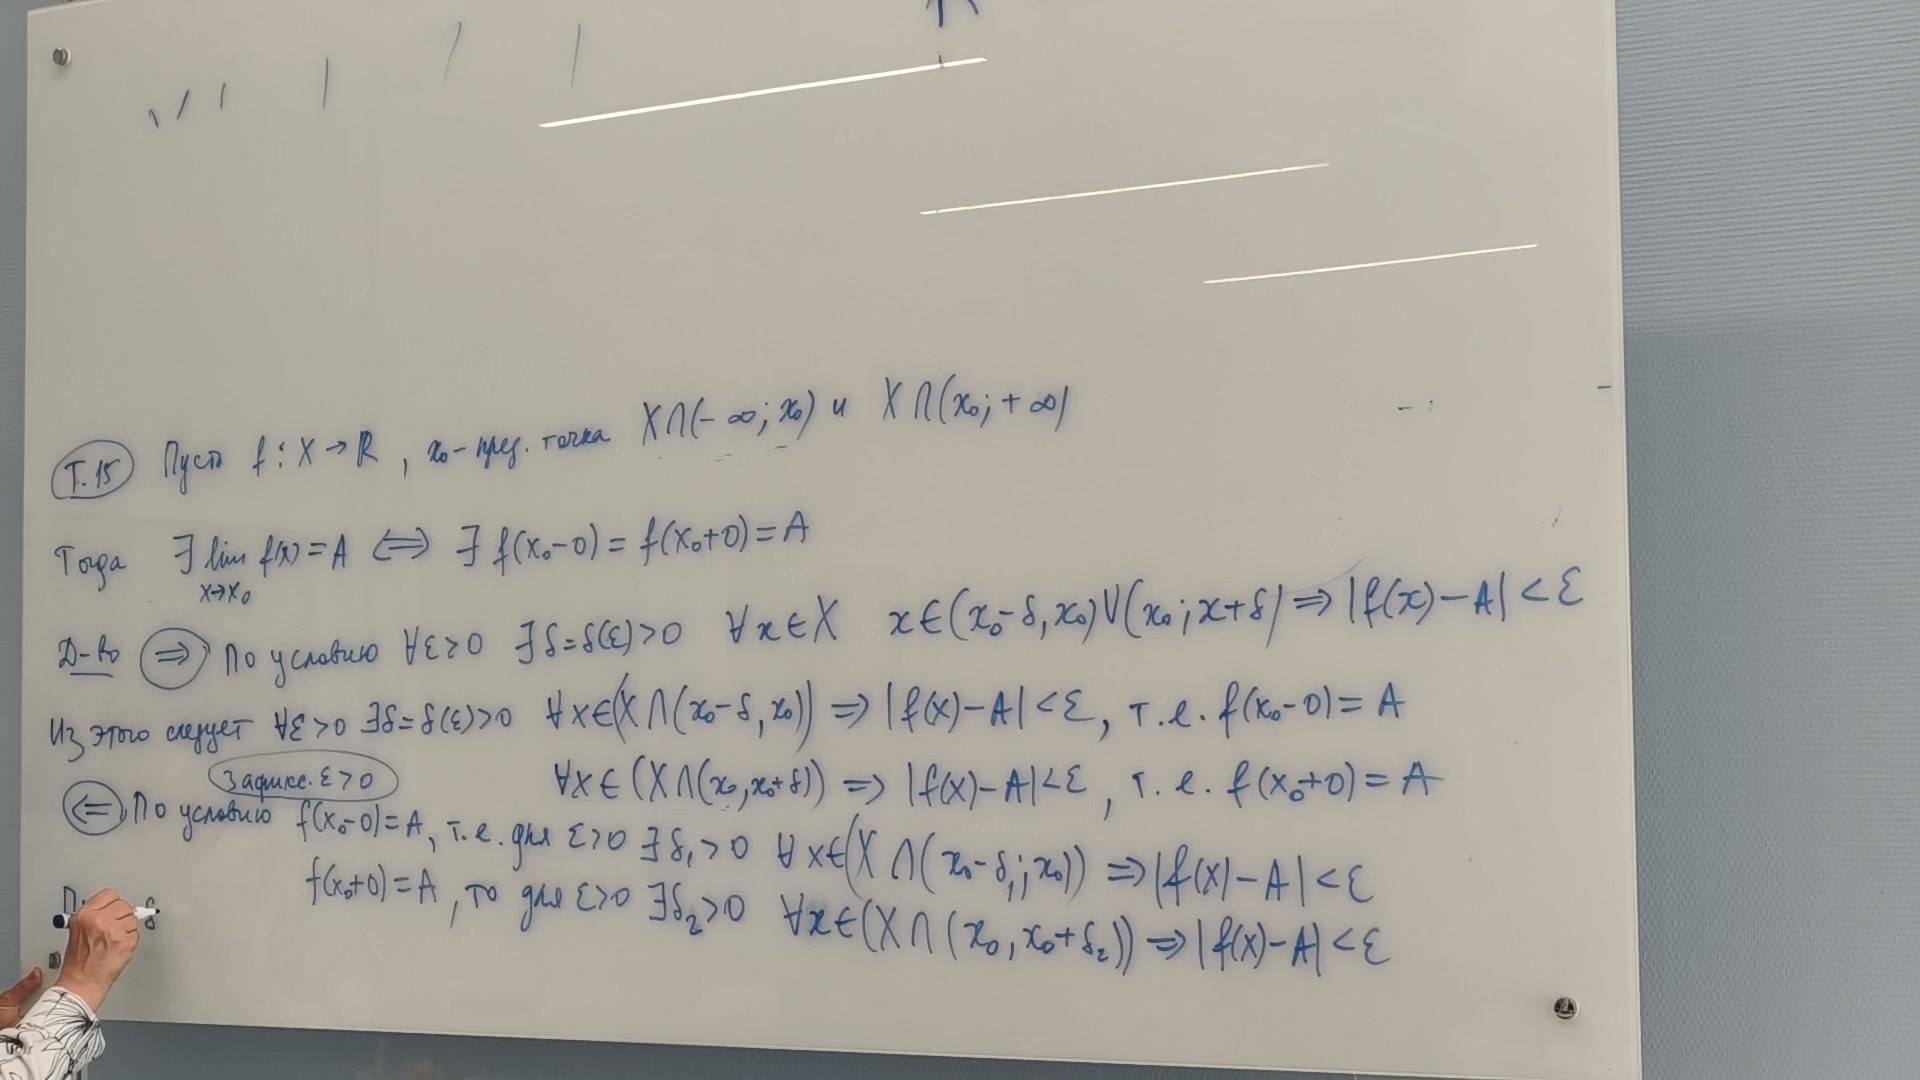 Т.15 Пусть f : X → ℝ, x₀ - пред. точка X∩(-∞; x₀) и X∩(x₀; +∞)
Тогда ∃ lim f(x) = A ⟺ ∃ f(x₀-0) = f(x₀+0) = A
x→x₀
Д-во ⇒ По условию ∀ε>0 ∃δ=δ(ε)>0 ∀x∈X x∈(x₀-δ, x₀)∪(x₀; x+δ) ⇒ |f(x)-A| < ε
Из этого следует ∀ε>0 ∃δ=δ(ε)>0 ∀x∈(X∩(x₀-δ, x₀)) ⇒ |f(x)-A|<ε, т.е. f(x₀-0) = A
∀x∈(X∩(x₀, x₀+δ)) ⇒ |f(x)-A|<ε, т.е. f(x₀+0) = A
Зафикс. ε>0
⇐ По условию f(x₀-0)=A, т.е. для ε>0 ∃δ₁>0 ∀x∈(X∩(x₀-δ₁; x₀)) ⇒ |f(x)-A|<ε
f(x₀+0)=A, то для ε>0 ∃δ₂>0 ∀x∈(X∩(x₀, x₀+δ₂)) ⇒ |f(x)-A|<ε